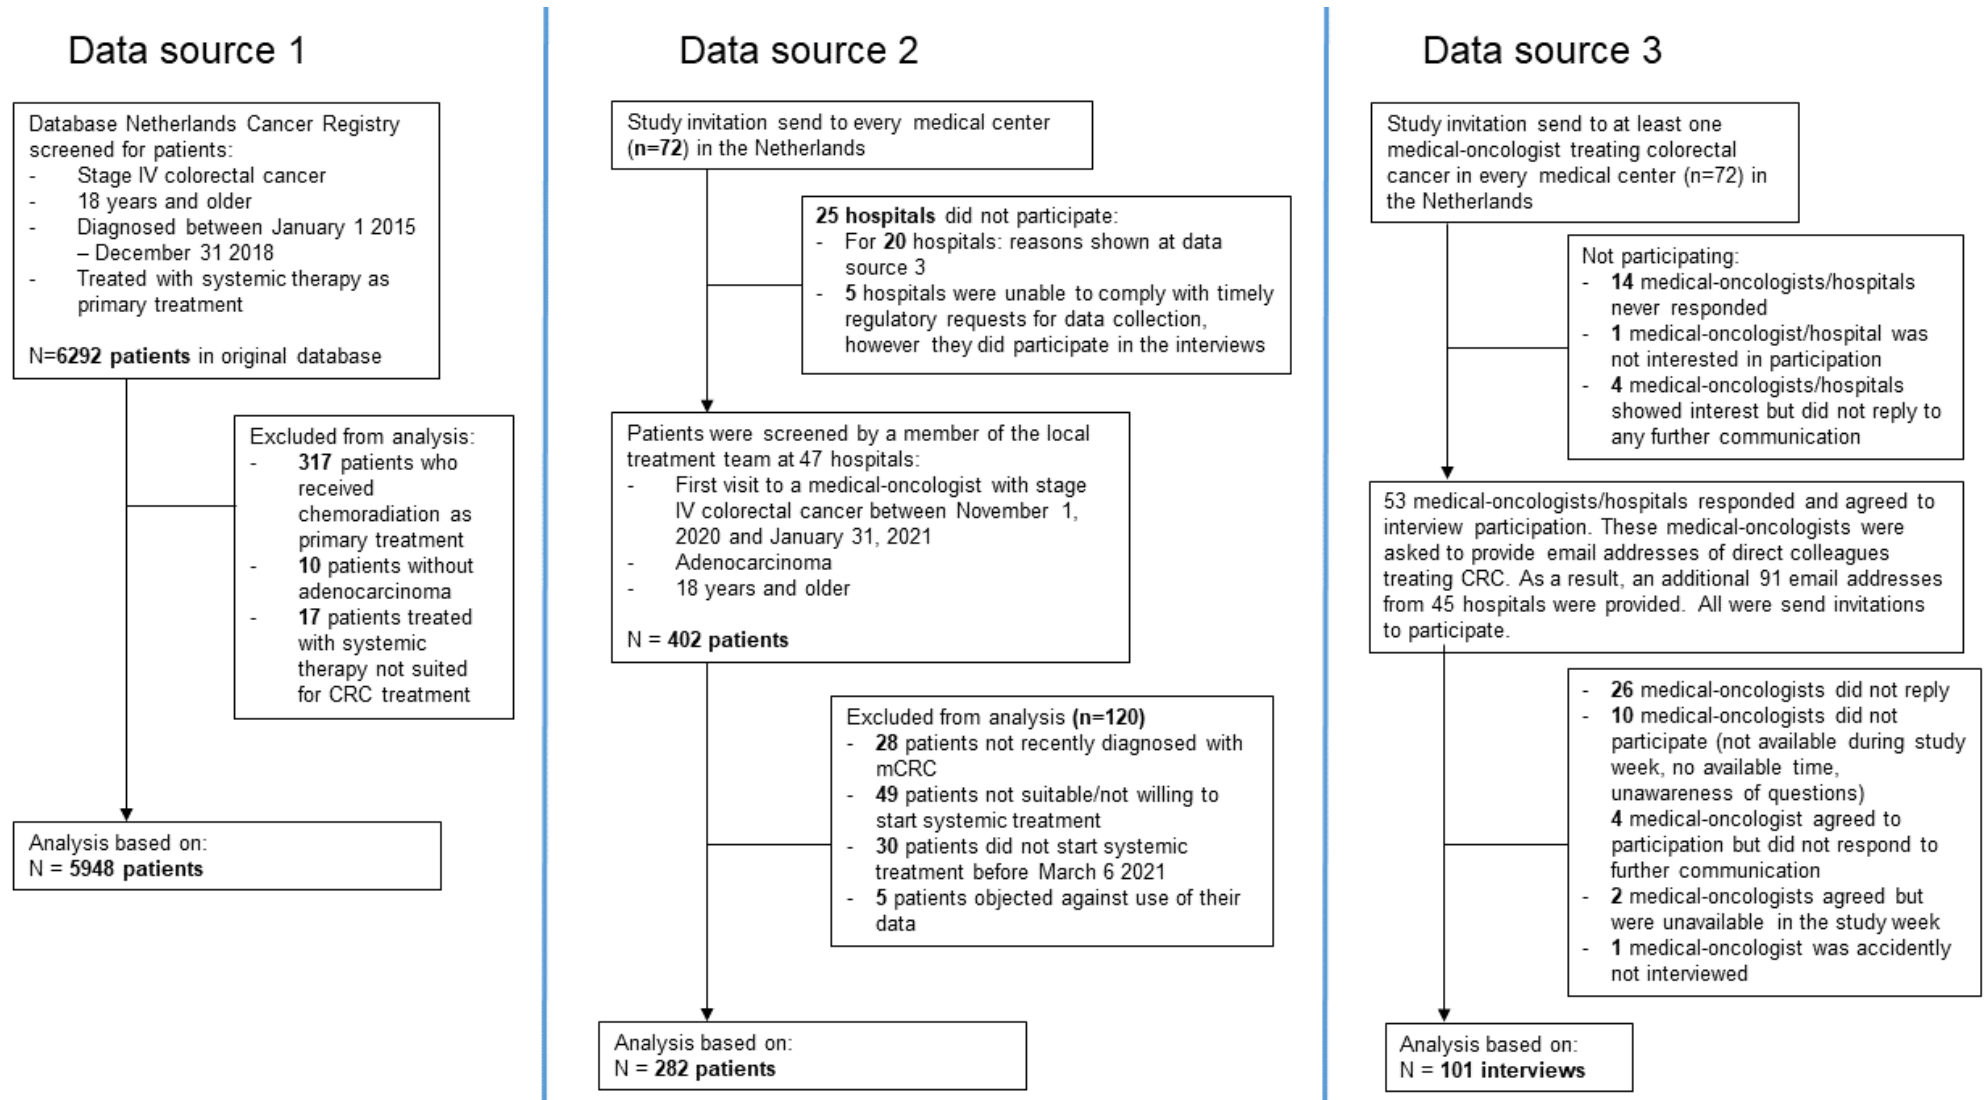 Data source 1
Database Netherlands Cancer Registry
screened for patients:
- Stage IV colorectal cancer
- 18 years and older
- Diagnosed between January 1 2015
– December 31 2018
- Treated with systemic therapy as
primary treatment
N=6292 patients in original database
Excluded from analysis:
- 317 patients who
received
chemoradiation as
primary treatment
- 10 patients without
adenocarcinoma
- 17 patients treated
with systemic
therapy not suited
for CRC treatment
Analysis based on:
N = 5948 patients
Data source 2
Study invitation send to every medical center
(n=72) in the Netherlands
25 hospitals did not participate:
- For 20 hospitals: reasons shown at data
source 3
- 5 hospitals were unable to comply with timely
regulatory requests for data collection,
however they did participate in the interviews
Patients were screened by a member of the local
treatment team at 47 hospitals:
- First visit to a medical-oncologist with stage
IV colorectal cancer between November 1,
2020 and January 31, 2021
- Adenocarcinoma
- 18 years and older
N = 402 patients
Excluded from analysis (n=120)
- 28 patients not recently diagnosed with
mCRC
- 49 patients not suitable/not willing to
start systemic treatment
- 30 patients did not start systemic
treatment before March 6 2021
- 5 patients objected against use of their
data
Analysis based on:
N = 282 patients
Data source 3
Study invitation send to at least one
medical-oncologist treating colorectal
cancer in every medical center (n=72) in
the Netherlands
Not participating:
- 14 medical-oncologists/hospitals
never responded
- 1 medical-oncologist/hospital was
not interested in participation
- 4 medical-oncologists/hospitals
showed interest but did not reply to
any further communication
53 medical-oncologists/hospitals responded and agreed to
interview participation. These medical-oncologists were
asked to provide email addresses of direct colleagues
treating CRC. As a result, an additional 91 email addresses
from 45 hospitals were provided. All were send invitations
to participate.
- 26 medical-oncologists did not reply
- 10 medical-oncologists did not
participate (not available during study
week, no available time,
unawareness of questions)
4 medical-oncologist agreed to
participation but did not respond to
further communication
- 2 medical-oncologists agreed but
were unavailable in the study week
- 1 medical-oncologist was accidently
not interviewed
Analysis based on:
N = 101 interviews